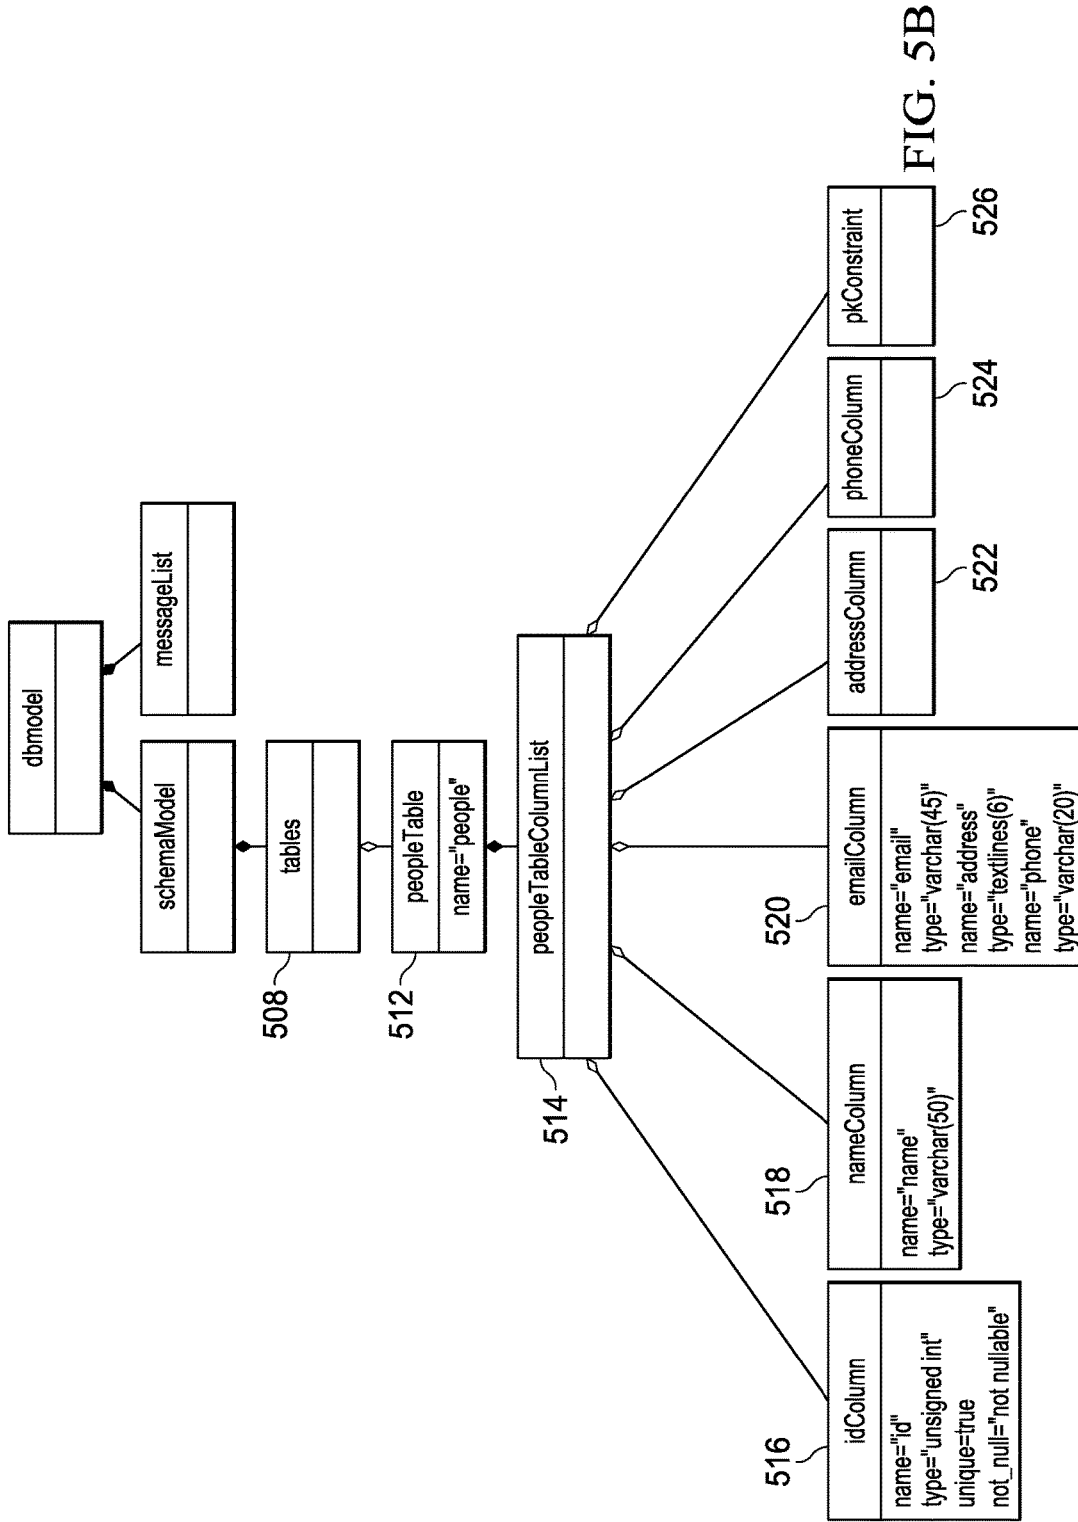 dbmodel
schemaModel
messageList
508
tables
512
peopleTable
name="people"
514
peopleTableColumnList
516
idColumn
name="id"
type="unsigned int"
unique=true
not_null="not nullable"
518
nameColumn
name="name"
type="varchar(50)"
520
emailColumn
name="email"
type="varchar(45)"
name="address"
type="textlines(6)"
name="phone"
type="varchar(20)"
addressColumn
522
phoneColumn
524
pkConstraint
526
FIG. 5B